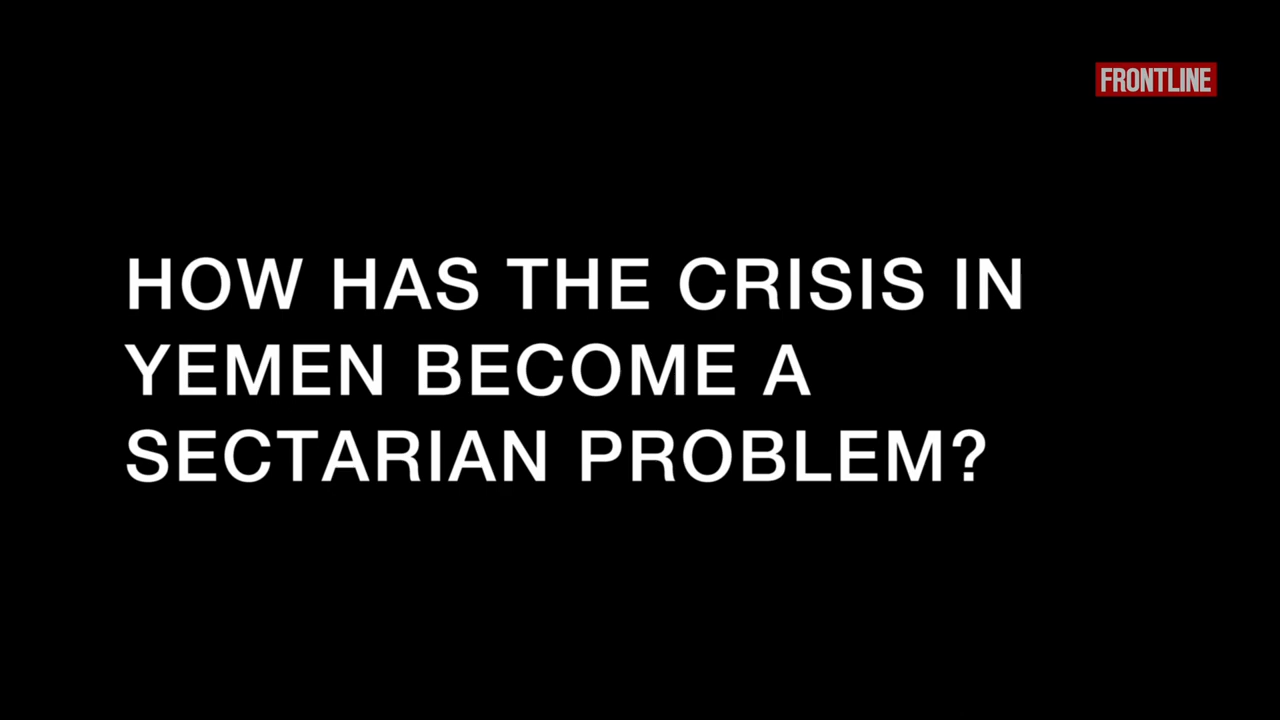 FRONTLINE
HOW HAS THE CRISIS IN
YEMEN BECOME A
SECTARIAN PROBLEM?